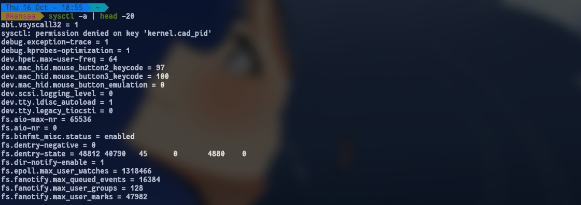 Thu 16 Oct - 18:55 ~
sysctl -a | head -20
abi.vsyscall32 = 1
sysctl: permission denied on key 'kernel.cad_pid'
debug.exception-trace = 1
debug.kprobes-optimization = 1
dev.hpet.max-user-freq = 64
dev.mac_hid.mouse_button2_keycode = 97
dev.mac_hid.mouse_button3_keycode = 100
dev.mac_hid.mouse_button_emulation = 0
dev.scsi.logging_level = 0
dev.tty.ldisc_autoload = 1
dev.tty.legacy_tiocsti = 0
fs.aio-max-nr = 65536
fs.aio-nr = 0
fs.binfmt_misc.status = enabled
fs.dentry-negative = 0
fs.dentry-state = 48812 40790 45 0 4880 0
fs.dir-notify-enable = 1
fs.epoll.max_user_watches = 1318466
fs.fanotify.max_queued_events = 16384
fs.fanotify.max_user_groups = 128
fs.fanotify.max_user_marks = 47982